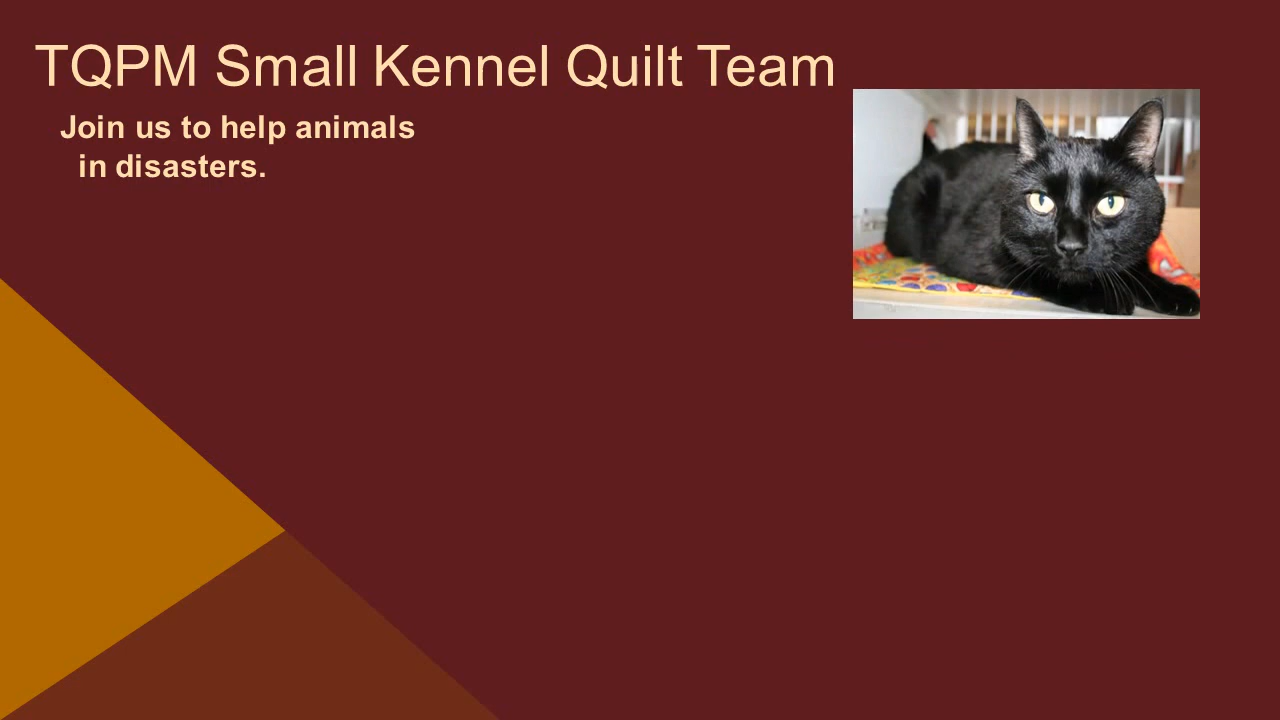 TQPM Small Kennel Quilt Team
Join us to help animals
in disasters.